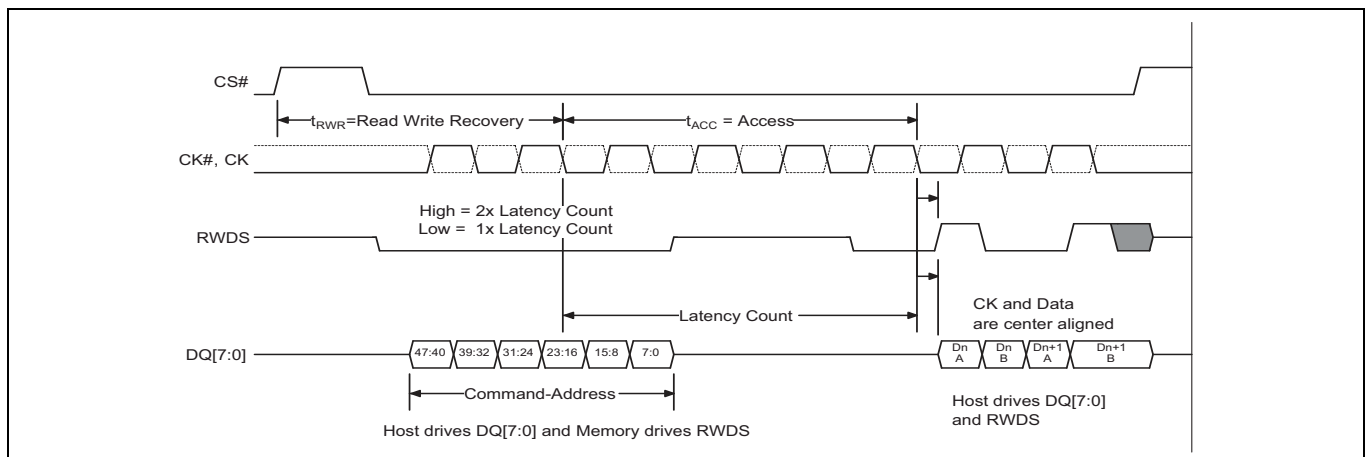 CS#
tRWR=Read Write Recovery
tACC = Access
CK#, CK
High = 2x Latency Count
Low = 1x Latency Count
RWDS
Latency Count
CK and Data
are center aligned
DQ[7:0]
47:40 39:32 31:24 23:16 15:8 7:0
Dn
A
Dn
B
Dn+1
A
Dn+1
B
Command-Address
Host drives DQ[7:0]
and RWDS
Host drives DQ[7:0] and Memory drives RWDS